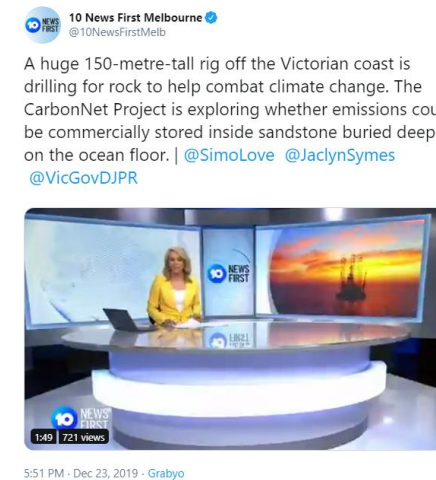 10 News First Melbourne
@10NewsFirstMelb
A huge 150-metre-tall rig off the Victorian coast is
drilling for rock to help combat climate change. The
CarbonNet Project is exploring whether emissions cou
be commercially stored inside sandstone buried deep
on the ocean floor. | @SimoLove @JaclynSymes
@VicGovDJPR
10 NEWS
FIRST
10 NEWS
FIRST
1:49 721 views
5:51 PM · Dec 23, 2019 · Grabyo